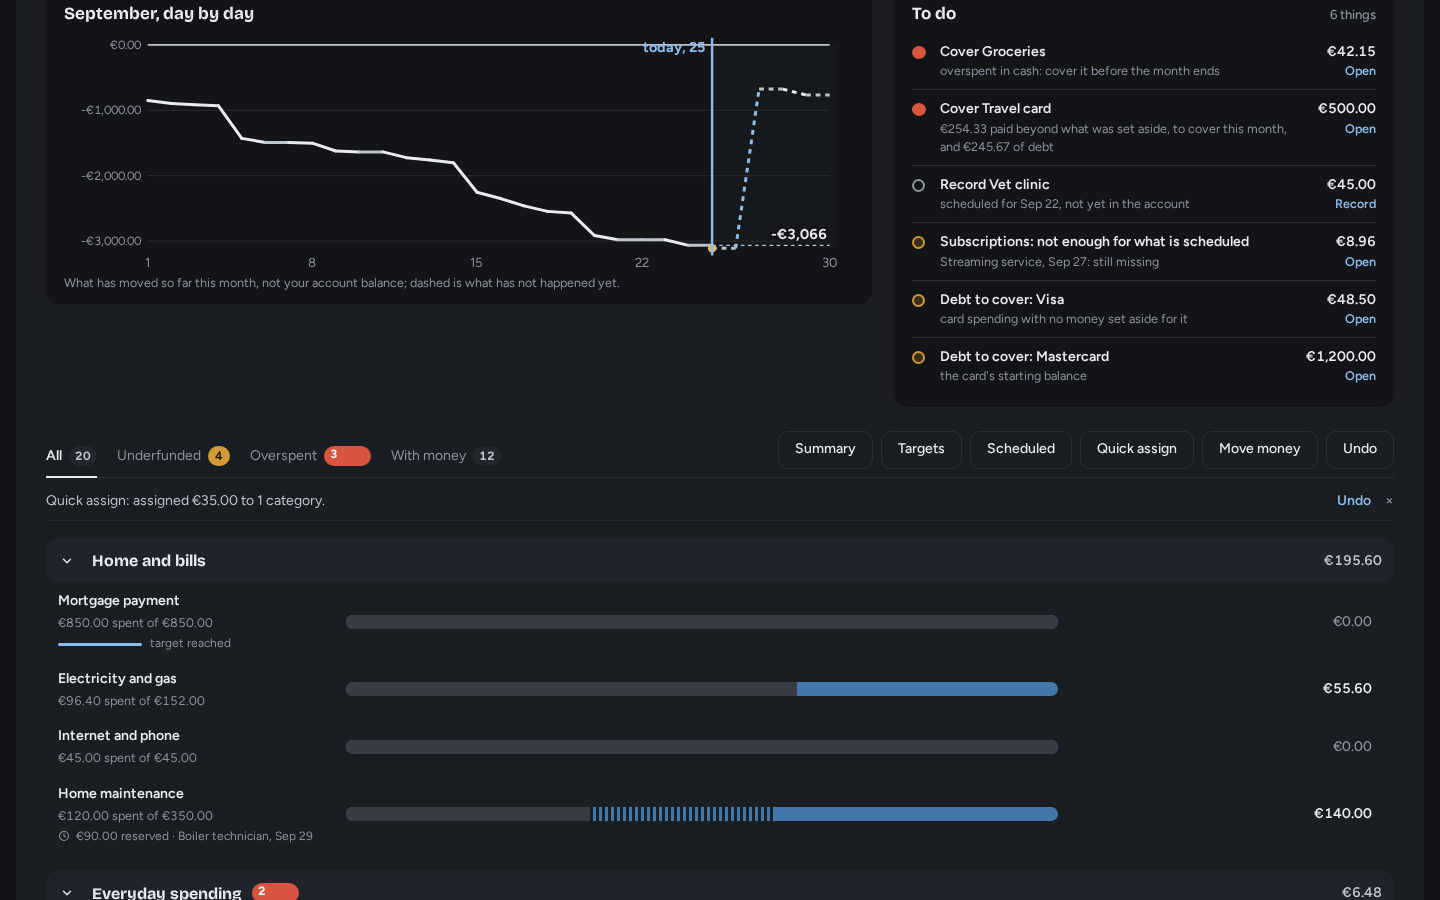 September, day by day
€0.00
-€1,000.00
-€2,000.00
-€3,000.00
today, 25
-€3,066
1
8
15
22
30
What has moved so far this month, not your account balance; dashed is what has not happened yet.
To do
6 things
Cover Groceries
€42.15
overspent in cash: cover it before the month ends
Open
Cover Travel card
€500.00
€254.33 paid beyond what was set aside, to cover this month,
and €245.67 of debt
Open
Record Vet clinic
€45.00
scheduled for Sep 22, not yet in the account
Record
Subscriptions: not enough for what is scheduled
€8.96
Streaming service, Sep 27: still missing
Open
Debt to cover: Visa
€48.50
card spending with no money set aside for it
Open
Debt to cover: Mastercard
€1,200.00
the card's starting balance
Open
All 20
Underfunded 4
Overspent 3
With money 12
Summary
Targets
Scheduled
Quick assign
Move money
Undo
Quick assign: assigned €35.00 to 1 category.
Undo ×
Home and bills
€195.60
Mortgage payment
€850.00 spent of €850.00
target reached
€0.00
Electricity and gas
€96.40 spent of €152.00
€55.60
Internet and phone
€45.00 spent of €45.00
€0.00
Home maintenance
€120.00 spent of €350.00
€90.00 reserved · Boiler technician, Sep 29
€140.00
Everyday spending 2
€6.48